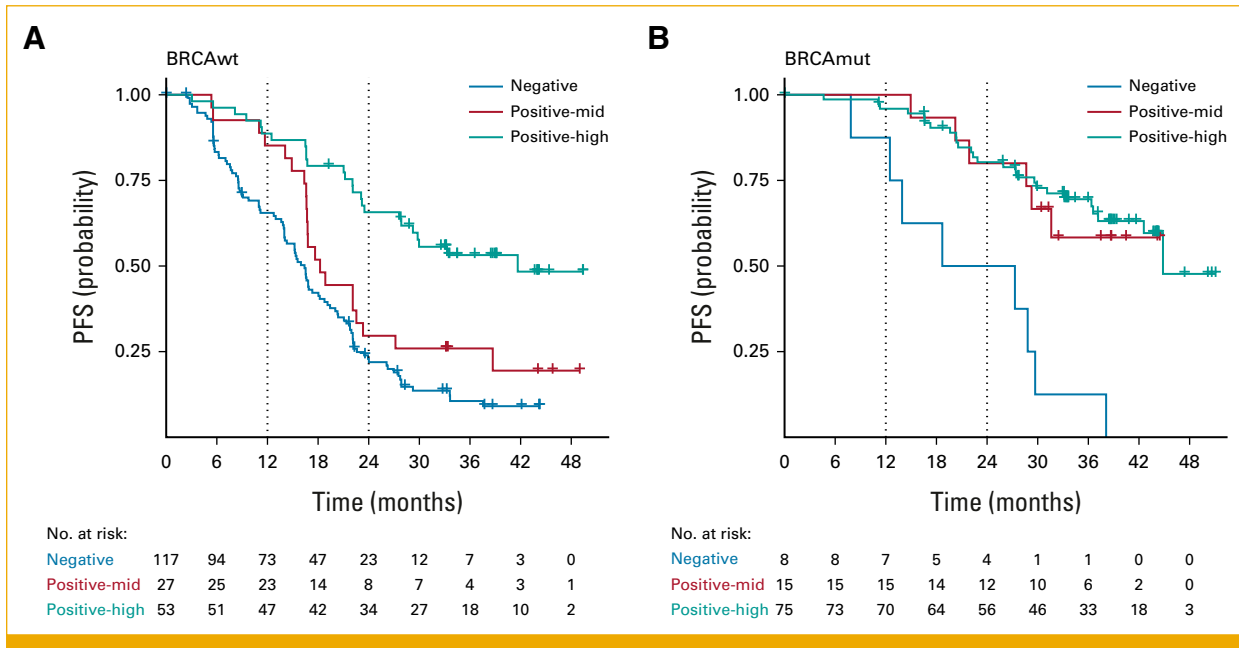 A
BRCAwt
Negative
Positive-mid
Positive-high
1.00
0.75
0.50
0.25
PFS (probability)
0 6 12 18 24 30 36 42 48
Time (months)
No. at risk:
Negative 117 94 73 47 23 12 7 3 0
Positive-mid 27 25 23 14 8 7 4 3 1
Positive-high 53 51 47 42 34 27 18 10 2
B
BRCAmut
Negative
Positive-mid
Positive-high
1.00
0.75
0.50
0.25
PFS (probability)
0 6 12 18 24 30 36 42 48
Time (months)
No. at risk:
Negative 8 8 7 5 4 1 1 0 0
Positive-mid 15 15 15 14 12 10 6 2 0
Positive-high 75 73 70 64 56 46 33 18 3